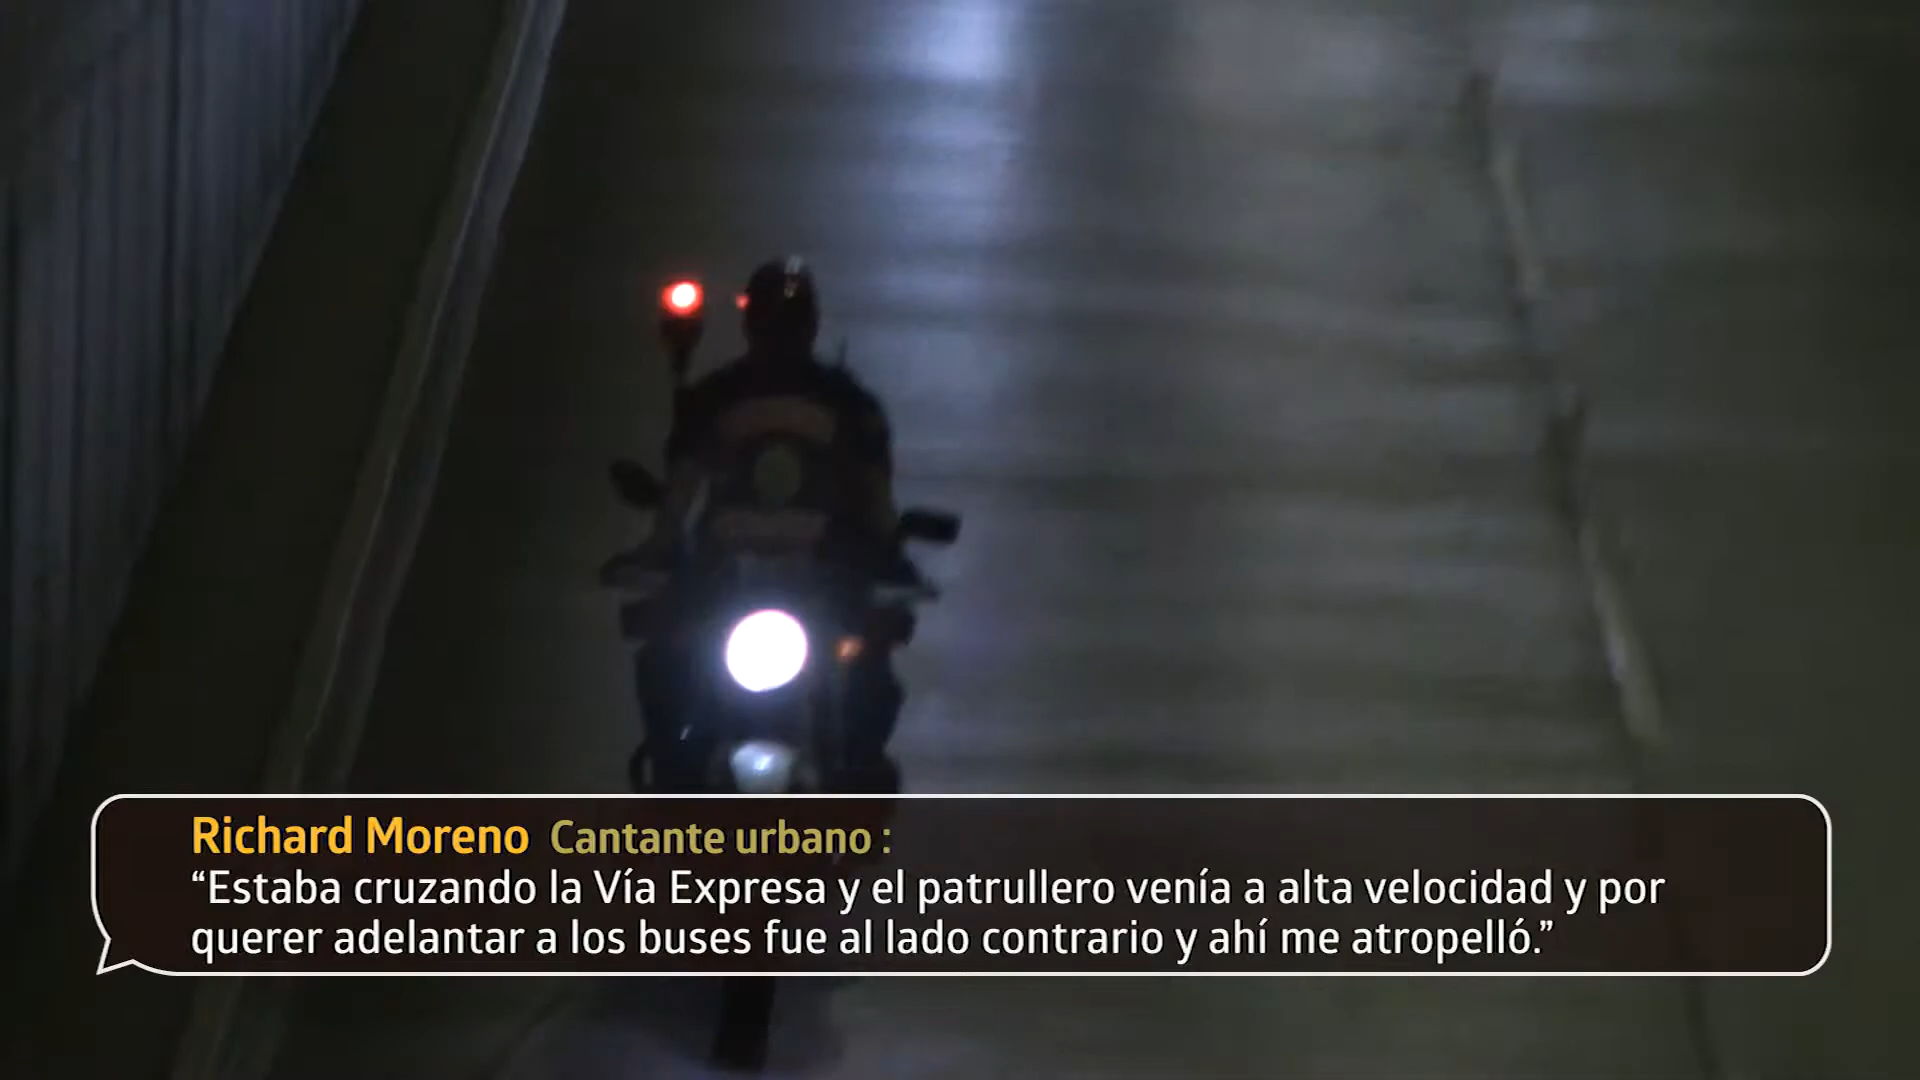 Richard Moreno Cantante urbano :
“Estaba cruzando la Vía Expresa y el patrullero venía a alta velocidad y por
querer adelantar a los buses fue al lado contrario y ahí me atropelló.”